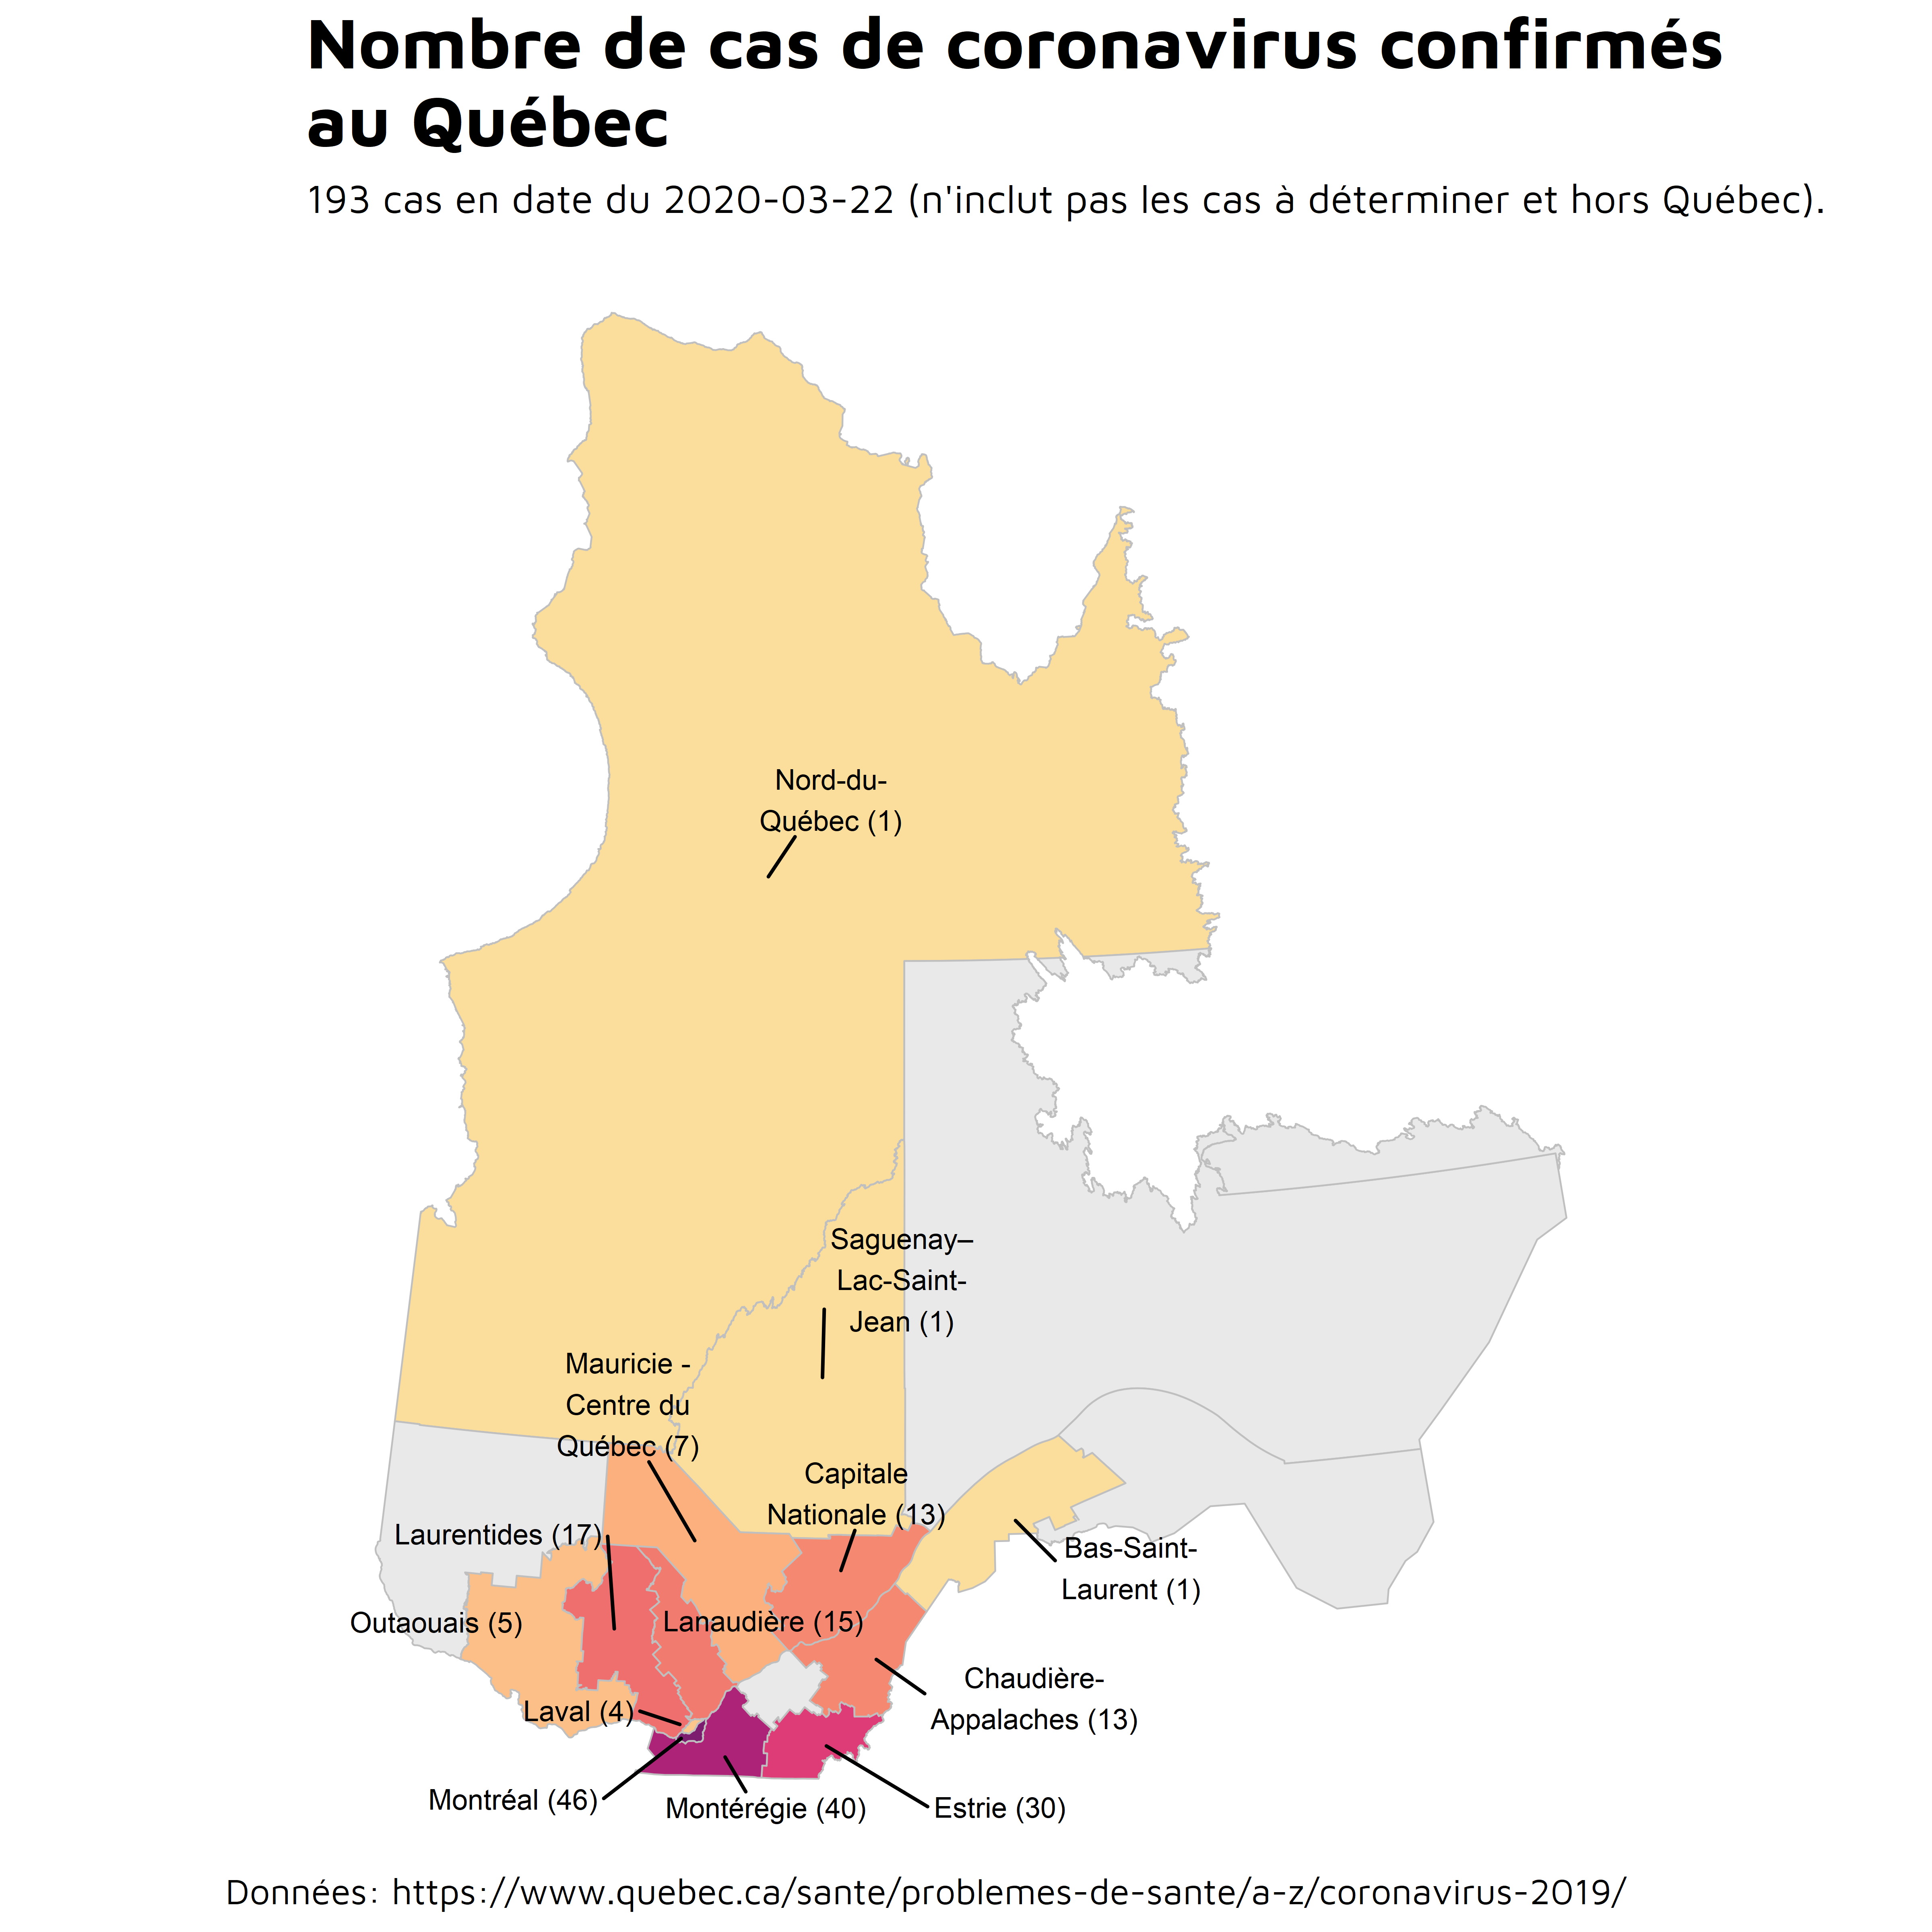 Nombre de cas de coronavirus confirmés
au Québec
193 cas en date du 2020-03-22 (n'inclut pas les cas à déterminer et hors Québec).
Nord-du-
Québec (1)
Saguenay–
Lac-Saint-
Jean (1)
Mauricie -
Centre du
Québec (7)
Capitale
Nationale (13)
Laurentides (17)
Bas-Saint-
Laurent (1)
Outaouais (5)
Lanaudière (15)
Chaudière-
Appalaches (13)
Laval (4)
Montréal (46)
Montérégie (40)
Estrie (30)
Données: https://www.quebec.ca/sante/problemes-de-sante/a-z/coronavirus-2019/